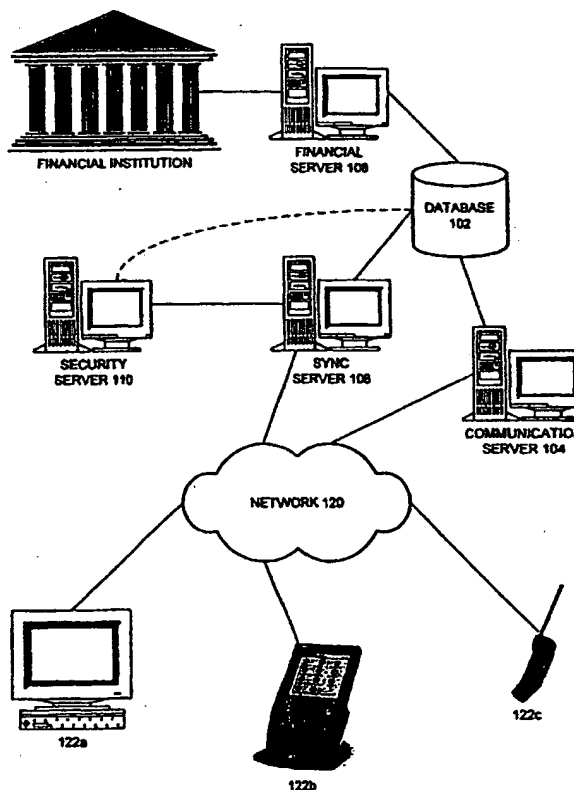 FINANCIAL INSTITUTION
FINANCIAL
SERVER 108
DATABASE
102
SECURITY
SERVER 110
SYNC
SERVER 106
COMMUNICATION
SERVER 104
NETWORK 120
122a
122b
122c